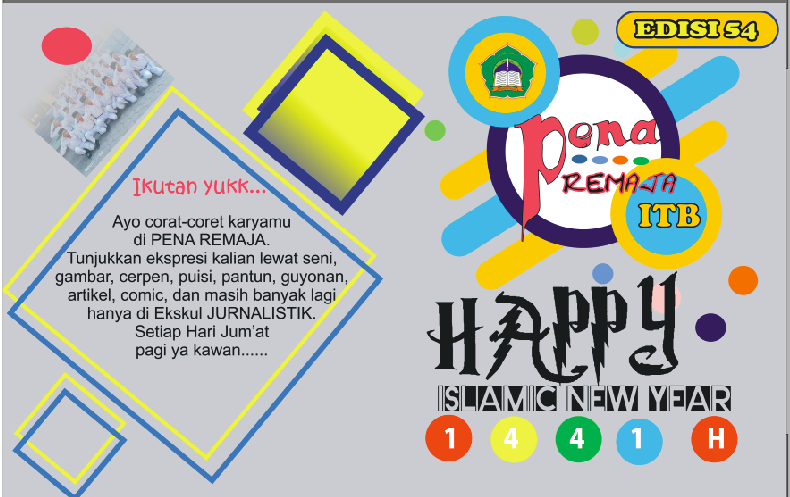 Ikutan yukk...
Ayo corat-coret karyamu
di PENA REMAJA.
Tunjukkan ekspresi kalian lewat seni,
gambar, cerpen, puisi, pantun, guyonan,
artikel, comic, dan masih banyak lagi
hanya di Ekskul JURNALISTIK.
Setiap Hari Jum'at
pagi ya kawan......
EDISI 54
pena
REMAJA
ITB
HAPPY
ISLAMIC NEW YEAR
1 4 4 1 H